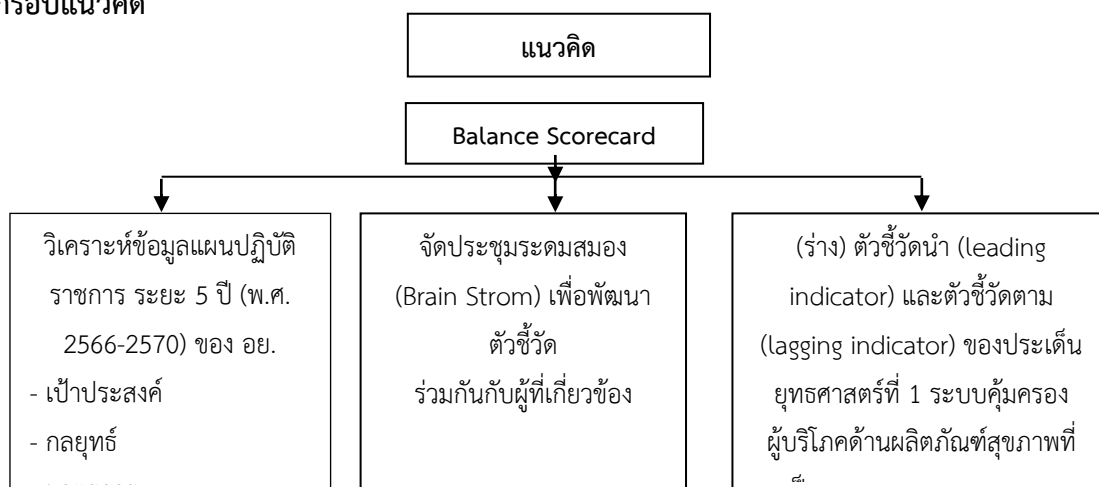 กรอบแนวคิด
แนวคิด
Balance Scorecard
วิเคราะห์ข้อมูลแผนปฏิบัติ
ราชการ ระยะ 5 ปี (พ.ศ.
2566-2570) ของ อย.
- เป้าประสงค์
- กลยุทธ์
จัดประชุมระดมสมอง
(Brain Strom) เพื่อพัฒนา
ตัวชี้วัด
ร่วมกันกับผู้ที่เกี่ยวข้อง
(ร่าง) ตัวชี้วัดนำ (leading
indicator) และตัวชี้วัดตาม
(lagging indicator) ของประเด็น
ยุทธศาสตร์ที่ 1 ระบบคุ้มครอง
ผู้บริโภคด้านผลิตภัณฑ์สุขภาพที่